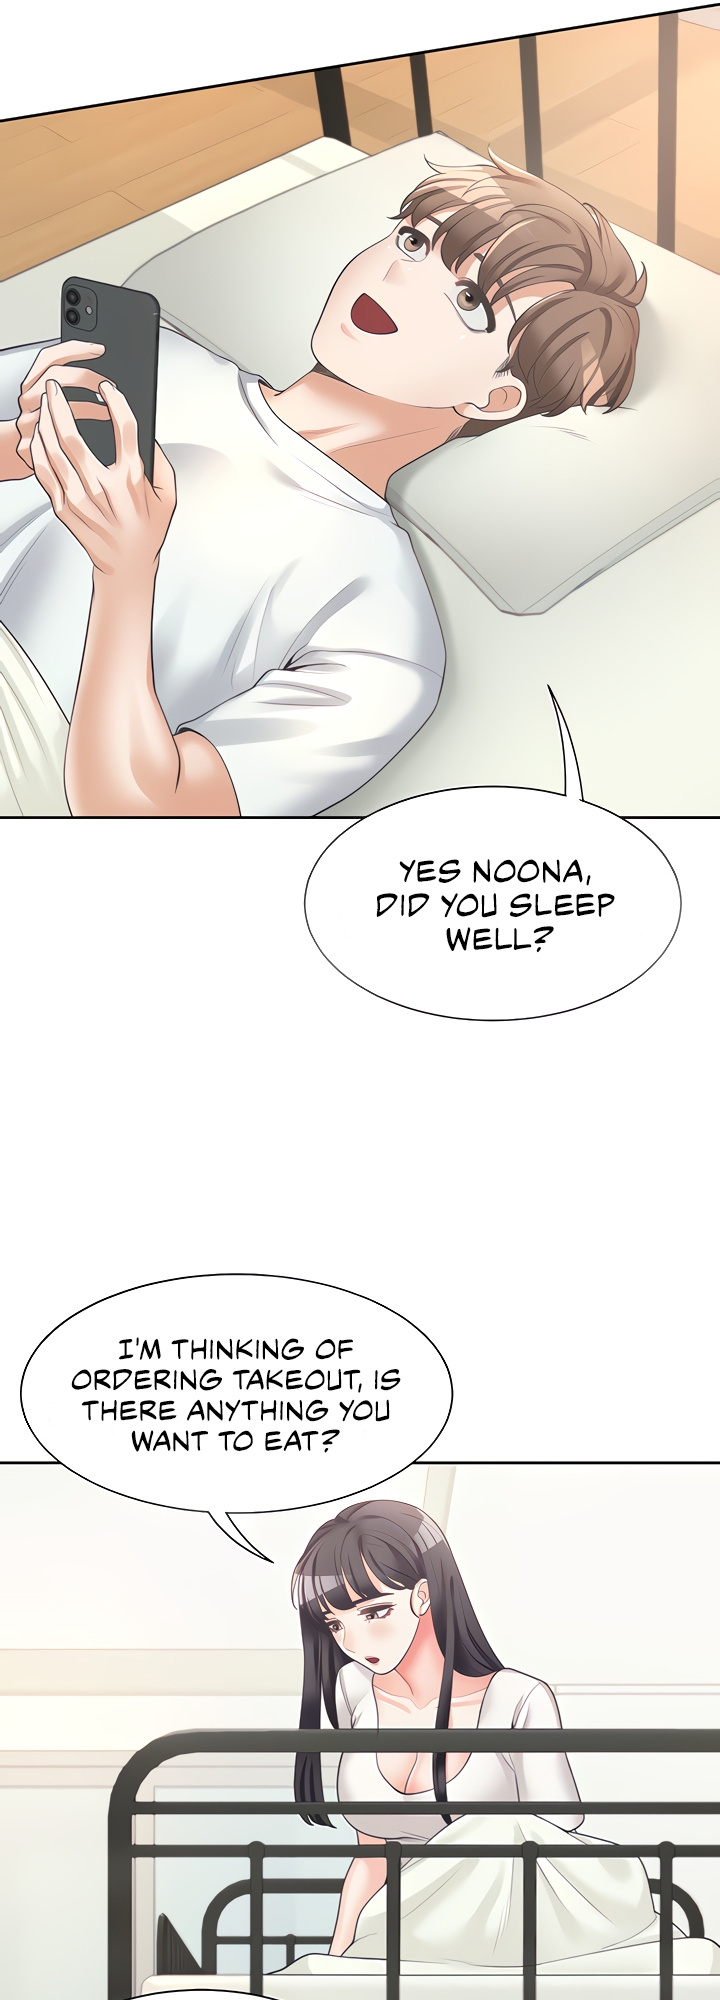 YES NOONA,
DID YOU SLEEP
WELL?
I'M THINKING OF
ORDERING TAKEOUT, IS
THERE ANYTHING YOU
WANT TO EAT?